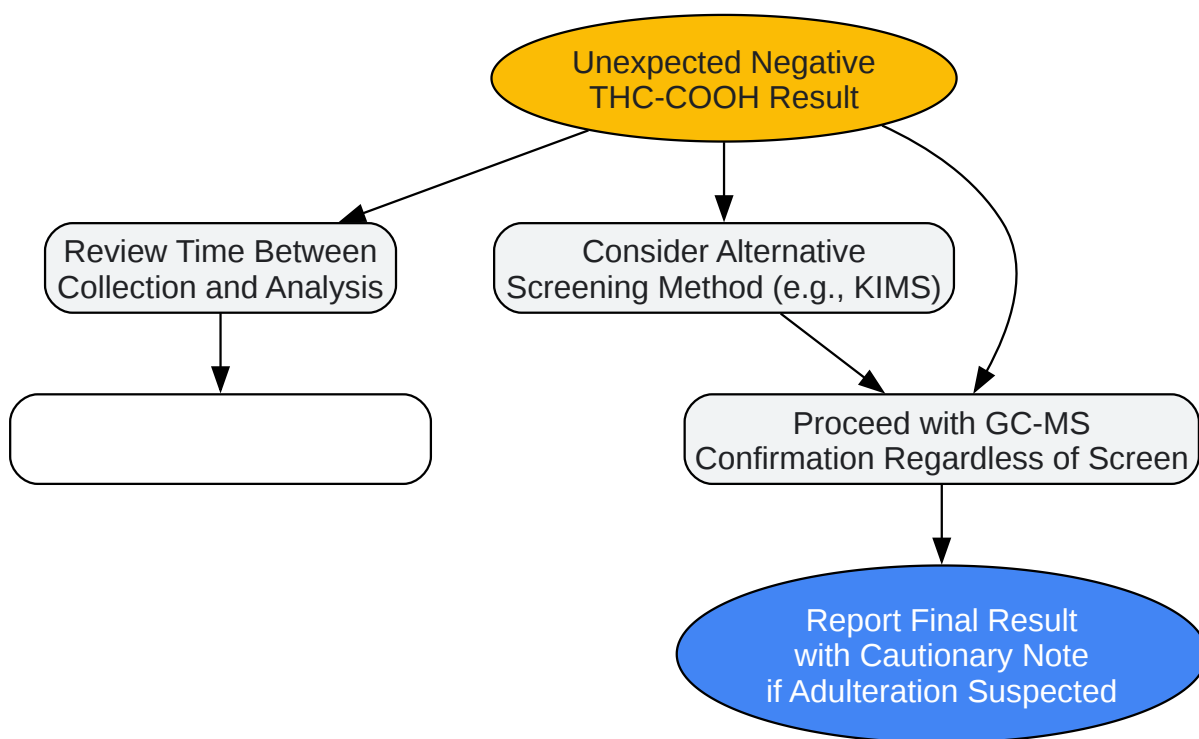 Unexpected Negative
THC-COOH Result
Review Time Between
Collection and Analysis
Consider Alternative
Screening Method (e.g., KIMS)
Proceed with GC-MS
Confirmation Regardless of Screen
Report Final Result
with Cautionary Note
if Adulteration Suspected